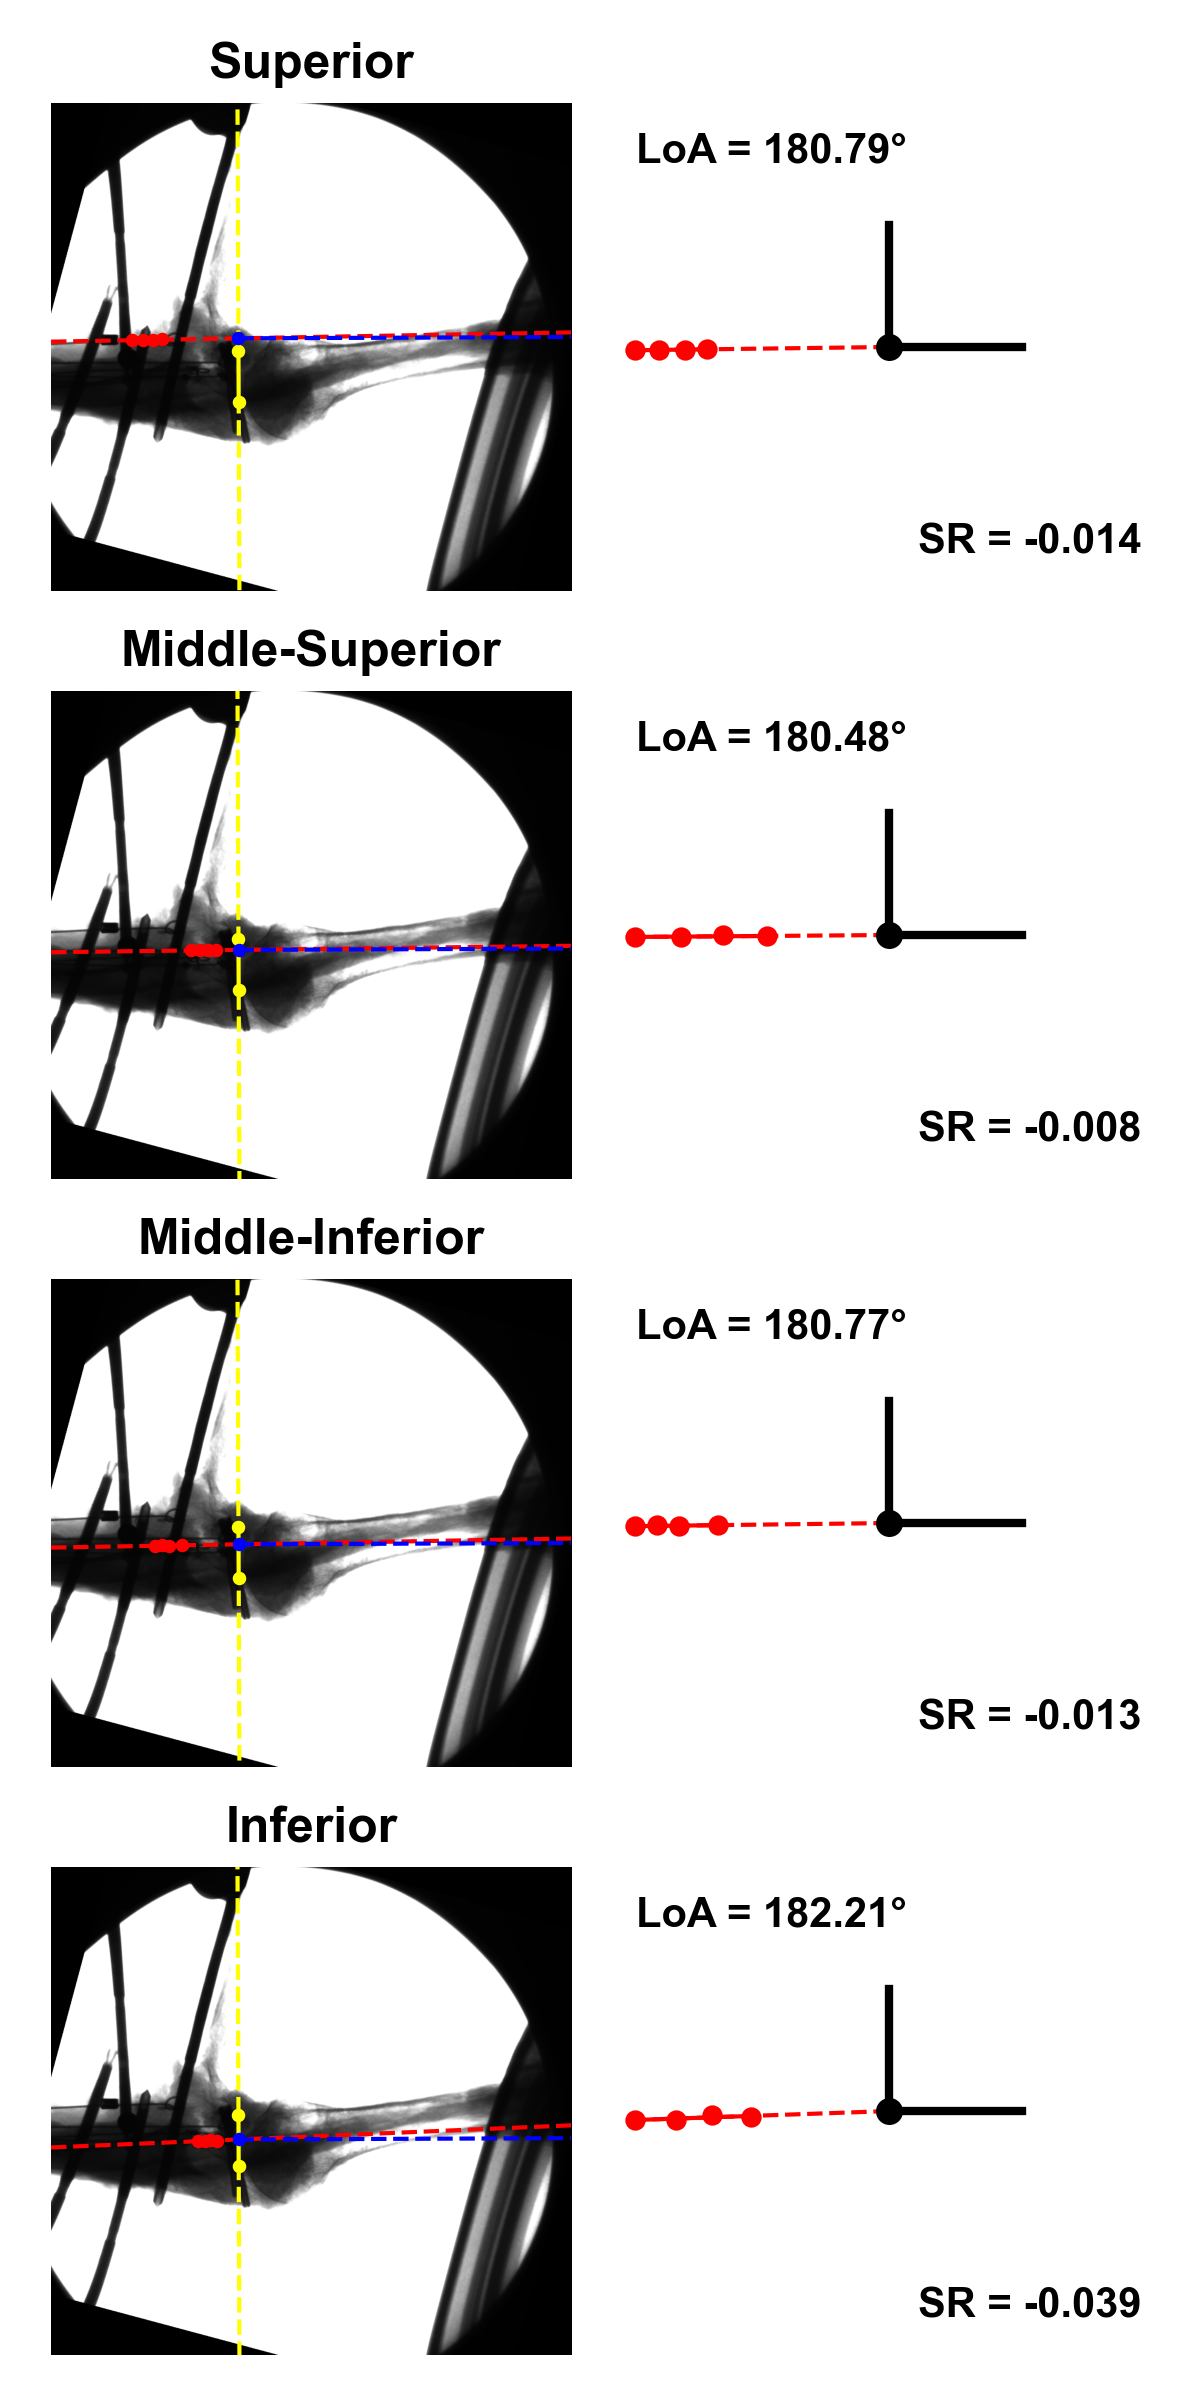 Superior
LoA = 180.79°
SR = -0.014
Middle-Superior
LoA = 180.48°
SR = -0.008
Middle-Inferior
LoA = 180.77°
SR = -0.013
Inferior
LoA = 182.21°
SR = -0.039